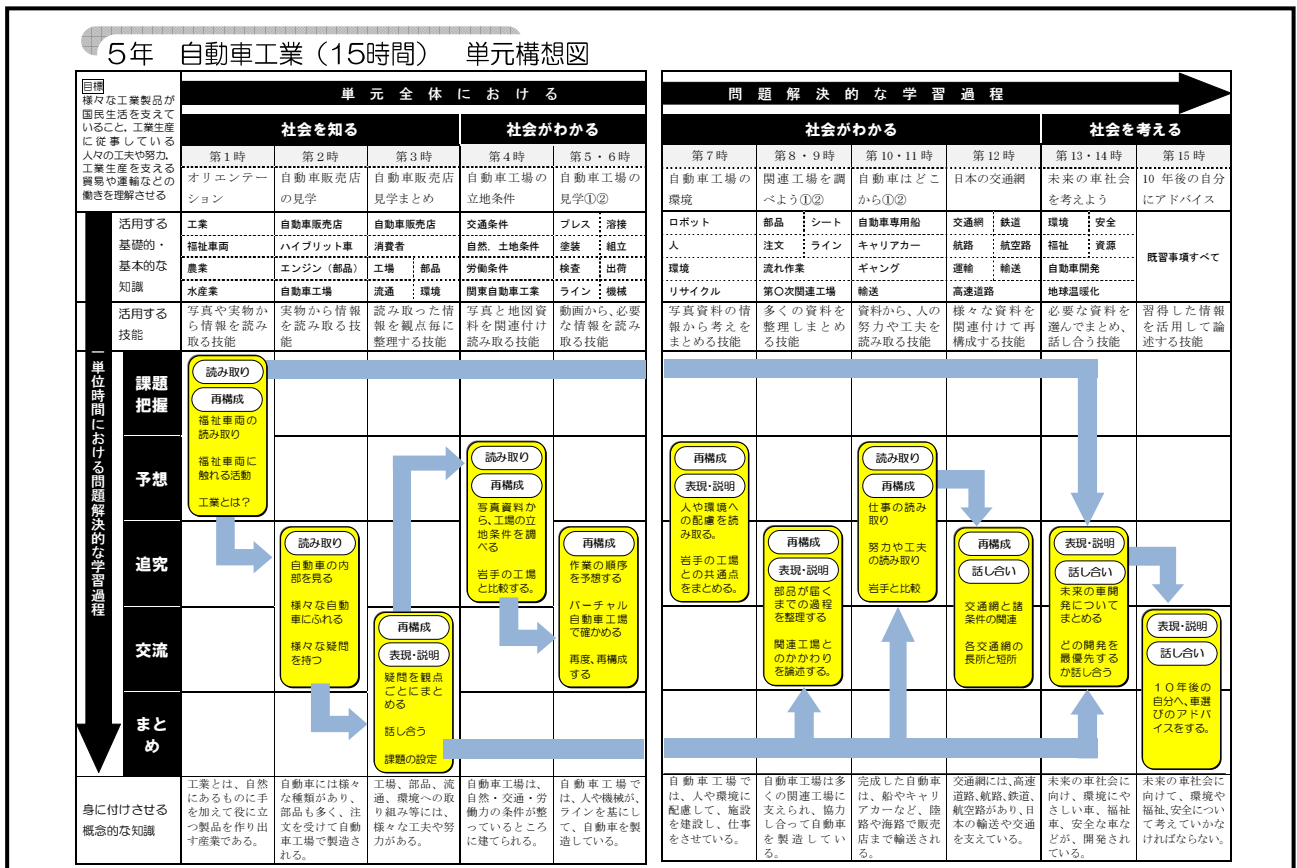 5年　自動車工業（15時間）　単元構想図
目標
様々な工業製品が
国民生活を支えて
いること、工業生産
に従事している
人々の工夫や努力、
工業生産を支える
貿易や運輸などの
働きを理解させる
単元全体における
問題解決的な学習過程
社会を知る
社会がわかる
社会がわかる
社会を考える
第1時
第2時
第3時
第4時
第5・6時
第7時
第8・9時
第10・11時
第12時
第13・14時
第15時
オリエンテー
ション
自動車販売店
の見学
自動車販売店
見学まとめ
自動車工場の
立地条件
自動車工場の
見学①②
自動車工場の
環境
関連工場を調
べよう①②
自動車はどこ
から①②
日本の交通網
未来の車社会
を考えよう
10 年後の自分
にアドバイス
活用する
基礎的・
基本的な
知識
工業
福祉車両
農業
水産業
自動車販売店
ハイブリット車
エンジン（部品）
自動車工場
自動車販売店
消費者
工場 部品
流通 環境
交通条件
自然，土地条件
労働条件
関東自動車工業
プレス 溶接
塗装 組立
検査 出荷
ライン 機械
ロボット
人
環境
リサイクル
部品 シート
注文 ライン
流れ作業
第〇次関連工場
自動車専用船
キャリアカー
ギャング
輸送
交通網 鉄道
航路 航空路
運輸 輸送
高速道路
環境 安全
福祉 資源
自動車開発
地球温暖化
既習事項すべて
活用する
技能
写真や実物か
ら情報を読み
取る技能
実物から情報
を読み取る技
能
読み取った情
報を観点毎に
整理する技能
写真と地図資
料を関連付け
読み取る技能
動画から、必要
な情報を読み
取る技能
写真資料の情
報から考えを
まとめる技能
多くの資料を
整理しまとめ
る技能
資料から、人の
努力や工夫を
読み取る技能
様々な資料を
関連付けて再
構成する技能
必要な資料を
選んでまとめ、
話し合う技能
習得した情報
を活用して論
述する技能
一単位時間における問題解決的な学習過程
課題
把握
予想
追究
交流
まと
め
読み取り
再構成
福祉車両の
読み取り
福祉車両に
触れる活動
工業とは？
読み取り
自動車の内
部を見る
様々な自動
車にふれる
様々な疑問
を持つ
再構成
表現・説明
疑問を観点
ごとにまと
める
話し合う
課題の設定
読み取り
再構成
写真資料か
ら、工場の立
地条件を調
べる
岩手の工場
と比較する。
再構成
作業の順序
を予想する
バーチャル
自動車工場
で確かめる
再度、再構成
する
再構成
表現・説明
人や環境へ
の配慮を読
み取る。
岩手の工場
との共通点
をまとめる。
再構成
表現・説明
部品が届く
までの過程
を整理する
関連工場と
のかかわり
を論述する。
読み取り
再構成
仕事の読み
取り
努力や工夫
の読み取り
岩手と比較
再構成
話し合い
交通網と諸
条件の関連
各交通網の
長所と短所
表現・説明
話し合い
未来の車開
発について
まとめる
どの開発を
最優先する
か話し合う
表現・説明
話し合い
１０年後の
自分へ、車選
びのアドバ
イスをする。
身に付けさせる
概念的な知識
工業とは、自然
にあるものに手
を加えて役に立
つ製品を作り出
す産業である。
自動車には様々
な種類があり、
部品も多く、注
文を受けて自動
車工場で製造さ
れる。
工場、部品、流
通、環境への取
り組み等には、
様々な工夫や努
力がある。
自動車工場は、
自然・交通・労
働力の条件が整
っているところ
に建てられる。
自動車工場で
は、人や機械が、
ラインを基にし
て、自動車を製
造している。
自動車工場で
は、人や環境に
配慮して、施設
を建設し、仕事
をさせている。
自動車工場は多
くの関連工場に
支えられ、協力
し合って自動車
を製造してい
る。
完成した自動車
は、船やキャリ
アカーなど、陸
路や海路で販売
店まで輸送され
る。
交通網には、高速
道路、航路、鉄道、
航空路があり、日
本の輸送や交通
を支えている。
未来の車社会に
向け、環境にや
さしい車、福祉
車、安全な車な
どが、開発され
ている。
未来の車社会に
向けて、環境や
福祉、安全につい
て考えていかな
ければならない。